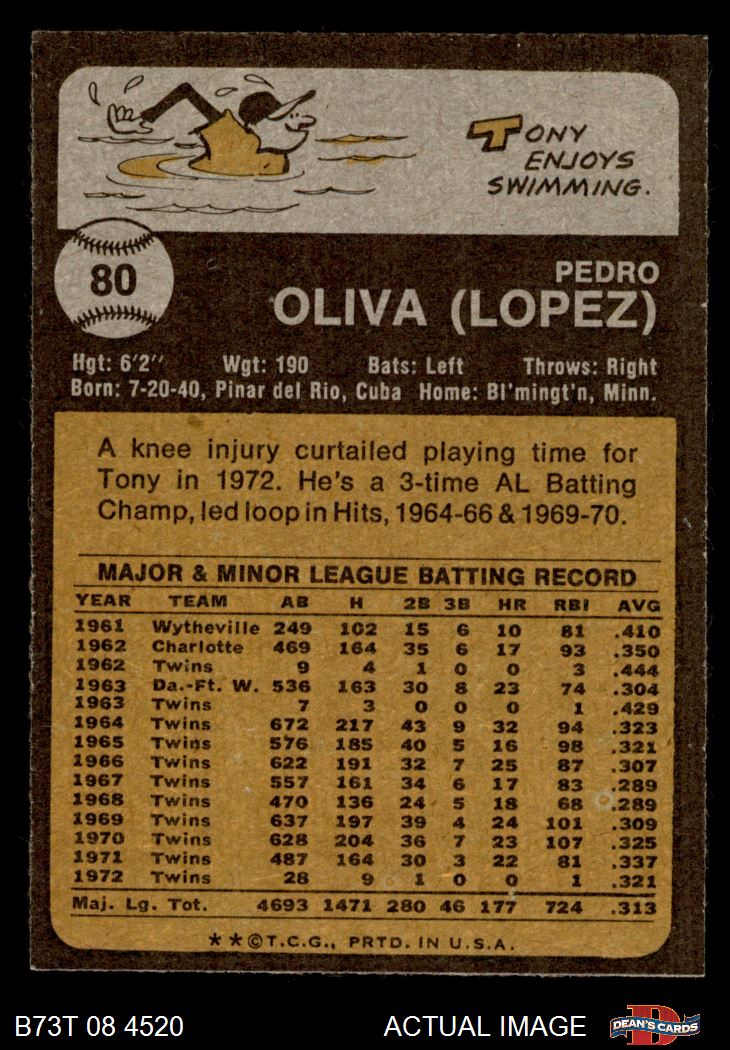 TONY
ENJOYS
SWIMMING.
80
PEDRO
OLIVA (LOPEZ)
Hgt: 6'2'' Wgt: 190 Bats: Left Throws: Right
Born: 7-20-40, Pinar del Rio, Cuba Home: Bl'mingt'n, Minn.
A knee injury curtailed playing time for
Tony in 1972. He's a 3-time AL Batting
Champ, led loop in Hits, 1964-66 & 1969-70.
MAJOR & MINOR LEAGUE BATTING RECORD
YEAR TEAM AB H 2B 3B HR RBI AVG
1961 Wytheville 249 102 15 6 10 81 .410
1962 Charlotte 469 164 35 6 17 93 .350
1962 Twins 9 4 1 0 0 3 .444
1963 Da.-Ft. W. 536 163 30 8 23 74 .304
1963 Twins 7 3 0 0 0 1 .429
1964 Twins 672 217 43 9 32 94 .323
1965 Twins 576 185 40 5 16 98 .321
1966 Twins 622 191 32 7 25 87 .307
1967 Twins 557 161 34 6 17 83 .289
1968 Twins 470 136 24 5 18 68 .289
1969 Twins 637 197 39 4 24 101 .309
1970 Twins 628 204 36 7 23 107 .325
1971 Twins 487 164 30 3 22 81 .337
1972 Twins 28 9 1 0 0 1 .321
Maj. Lg. Tot. 4693 1471 280 46 177 724 .313
**©T.C.G., PRTD. IN U.S.A.
B73T 08 4520 ACTUAL IMAGE DEAN'S CARDS